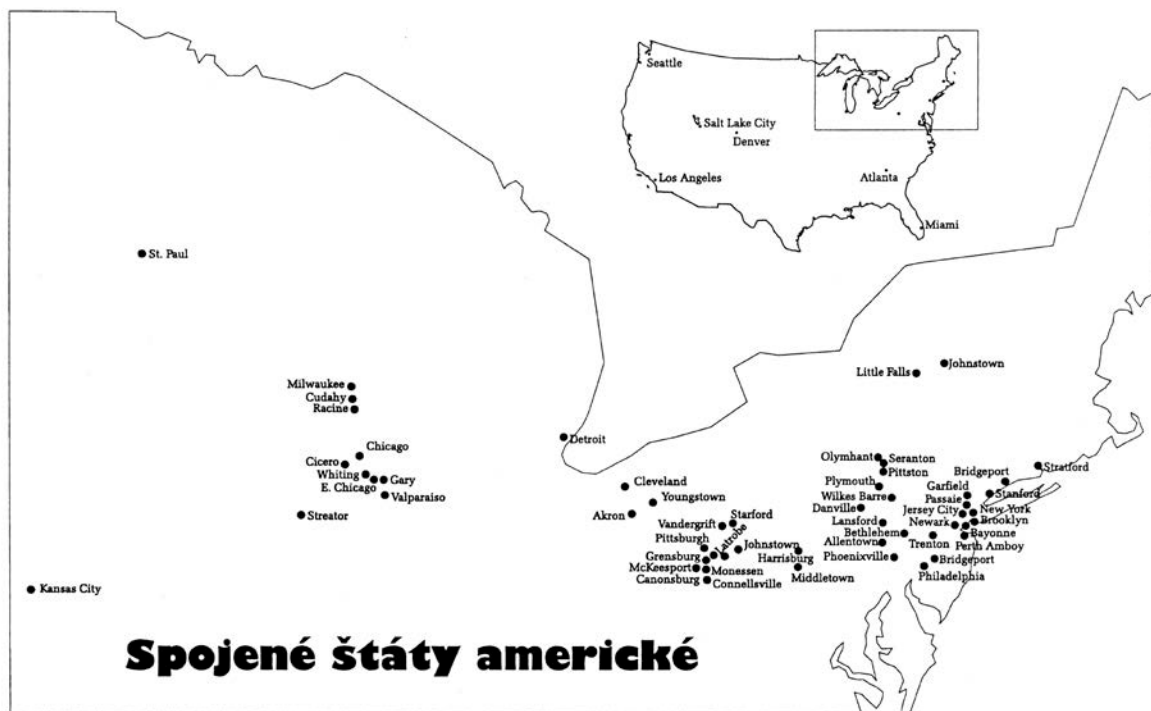 Seattle
Salt Lake City
Denver
Los Angeles
Atlanta
Miami
St. Paul
Little Falls
Johnstown
Milwaukee
Cudahy
Racine
Detroit
Chicago
Cicero
Whiting
E. Chicago
Gary
Valparaiso
Streator
Kansas City
Cleveland
Youngstown
Akron
Vandergrift
Starford
Pittsburgh
Latrobe
Johnstown
Grensburg
McKeesport
Monessen
Canonsburg
Connellsville
Harrisburg
Middletown
Olymhant
Seranton
Pittston
Plymouth
Wilkes Barre
Danville
Lansford
Bethlehem
Allentown
Phoenixville
Stratford
Bridgeport
Garfield
Stanford
Passaie
Jersey City
New York
Newark
Brooklyn
Bayonne
Trenton
Perth Amboy
Bridgeport
Philadelphia
Spojené štáty americké